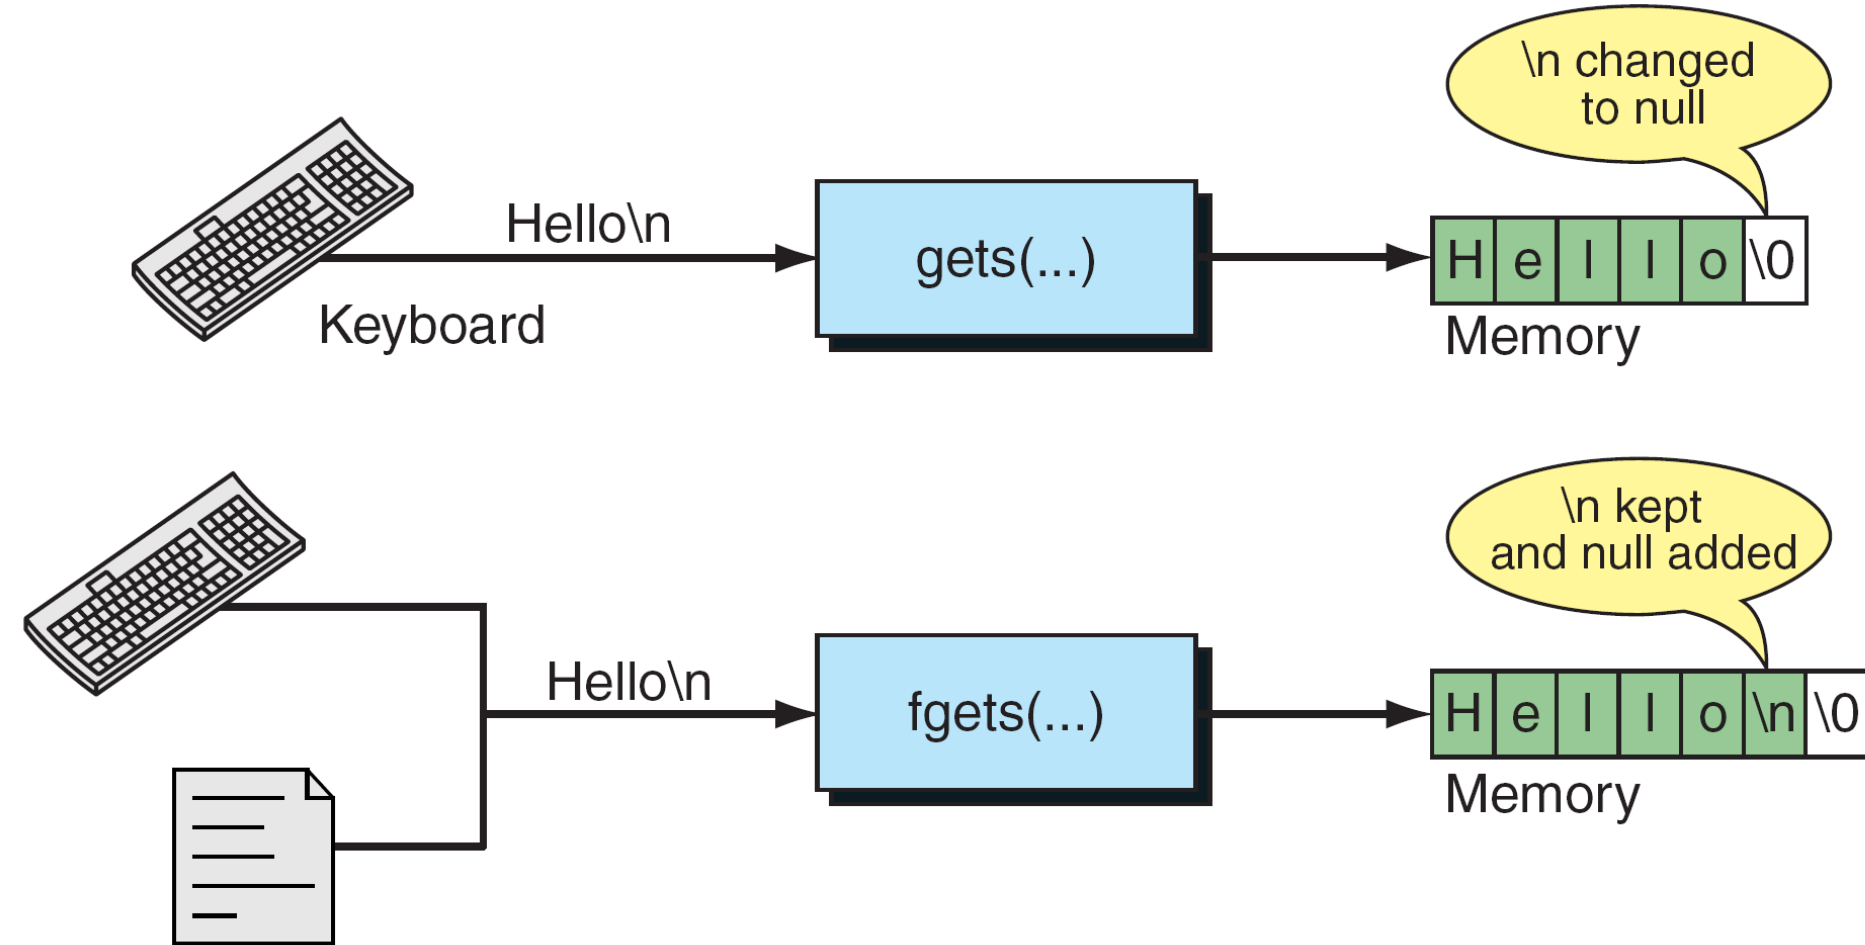 \n changed
to null
Hello\n
gets(...)
H e l l o \0
Keyboard
Memory
\n kept
and null added
Hello\n
fgets(...)
H e l l o \n \0
Memory